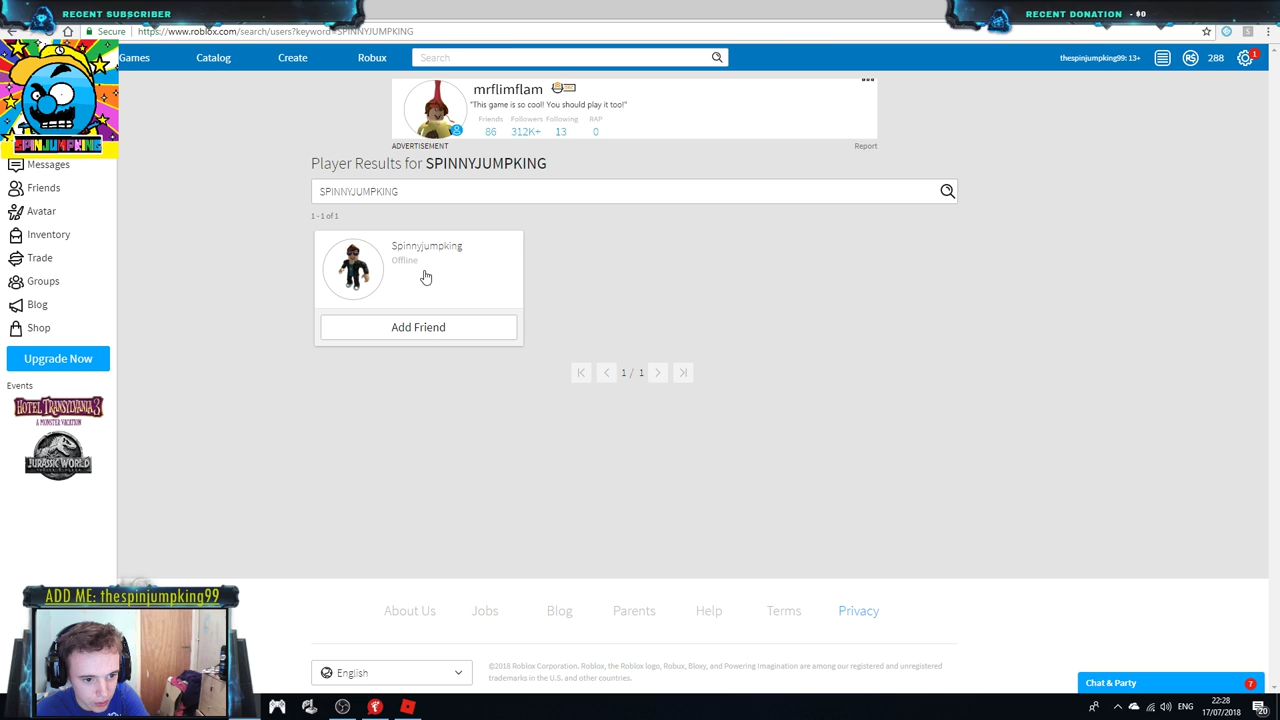 RECENT SUBSCRIBER
RECENT DONATION - $0
Secure https://www.roblox.com/search/users?keyword=SPINNYJUMPKING
Games Catalog Create Robux Search thespinjumpking99: 13+ 288 1
SPINJUMPKING
mrflimflam
"This game is so cool! You should play it too!"
Friends Followers Following RAP
86 312K+ 13 0
ADVERTISEMENT Report
Player Results for SPINNYJUMPKING
SPINNYJUMPKING
1 - 1 of 1
Spinnyjumpking
Offline
Add Friend
1 / 1
Messages
Friends
Avatar
Inventory
Trade
Groups
Blog
Shop
Upgrade Now
Events
HOTEL TRANSYLVANIA 3
A MONSTER VACATION
JURASSIC WORLD
ADD ME: thespinjumpking99
About Us Jobs Blog Parents Help Terms Privacy
English
©2018 Roblox Corporation. Roblox, the Roblox logo, Robux, Bloxy, and Powering Imagination are among our registered and unregistered
trademarks in the U.S. and other countries.
Chat & Party 7
ENG
22:28
17/07/2018
20